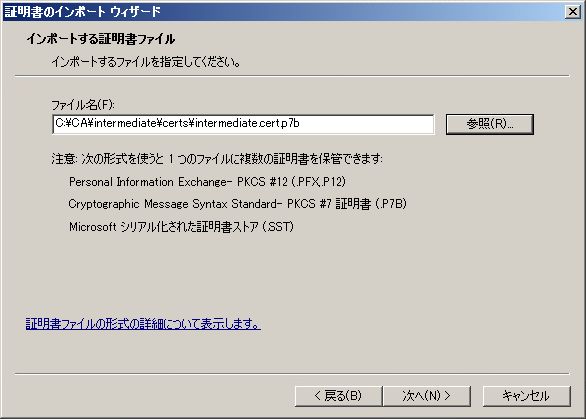 証明書のインポート ウィザード
インポートする証明書ファイル
インポートするファイルを指定してください。
ファイル名(F):
C:¥CA¥intermediate¥certs¥intermediate.cert.p7b
参照(R)...
注意: 次の形式を使うと 1 つのファイルに複数の証明書を保管できます:
Personal Information Exchange- PKCS #12 (.PFX,.P12)
Cryptographic Message Syntax Standard- PKCS #7 証明書 (.P7B)
Microsoft シリアル化された証明書ストア (.SST)
証明書ファイルの形式の詳細について表示します。
< 戻る(B)
次へ(N) >
キャンセル